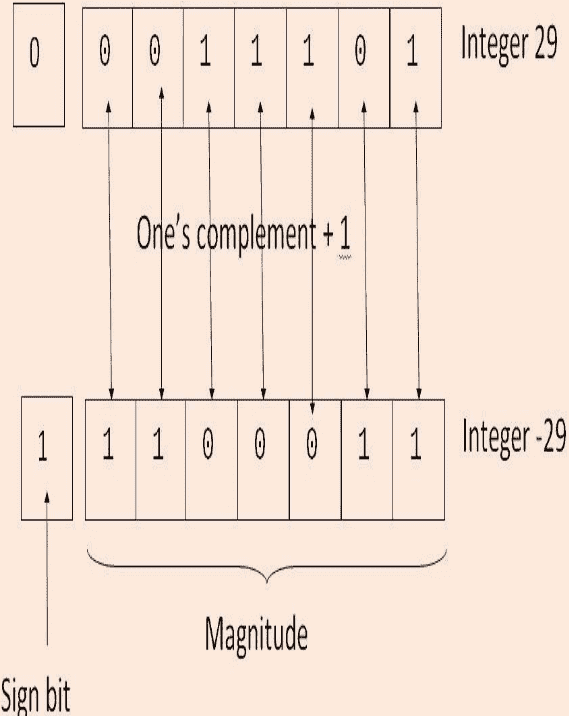 0 0 0 1 1 1 0 1 Integer 29
One's complement + 1
1 1 1 0 0 0 1 1 Integer -29
Magnitude
Sign bit